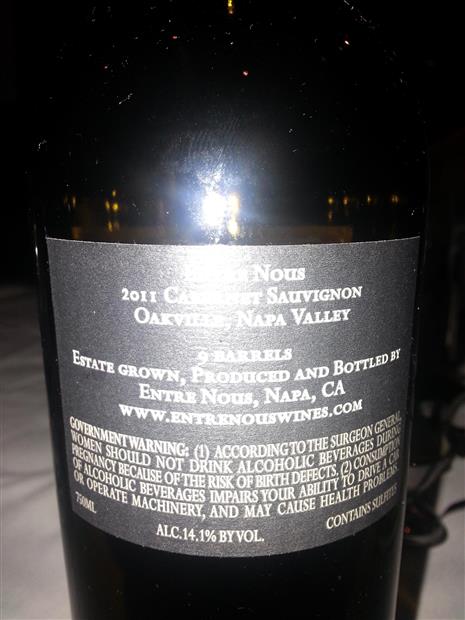 Entre Nous
2011 Cabernet Sauvignon
Oakville, Napa Valley
9 barrels
Estate grown, Produced and Bottled by
Entre Nous, Napa, CA
www.entrenouswines.com
GOVERNMENT WARNING: (1) ACCORDING TO THE SURGEON GENERAL,
WOMEN SHOULD NOT DRINK ALCOHOLIC BEVERAGES DURING
PREGNANCY BECAUSE OF THE RISK OF BIRTH DEFECTS. (2) CONSUMPTION
OF ALCOHOLIC BEVERAGES IMPAIRS YOUR ABILITY TO DRIVE A CAR
OR OPERATE MACHINERY, AND MAY CAUSE HEALTH PROBLEMS.
750ML CONTAINS SULFITES
ALC.14.1% BY VOL.